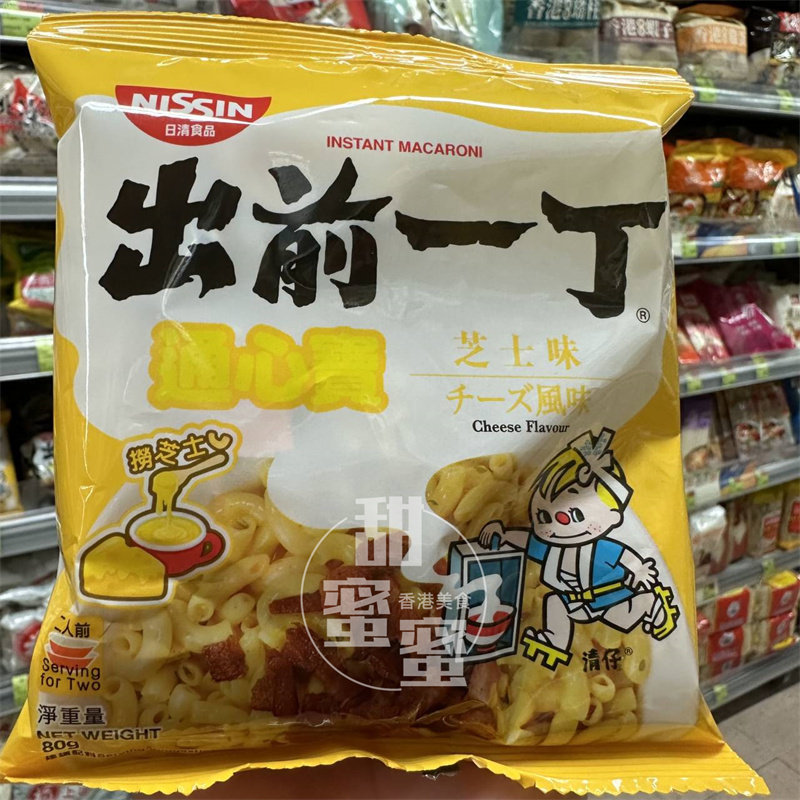 NISSIN
日清食品
INSTANT MACARONI
出前一丁®
通心寶
芝士味
チーズ風味
Cheese Flavour
撈芝士
甜蜜蜜
香港美食
清仔®
人前
Serving
for Two
淨重量
NET WEIGHT
80g